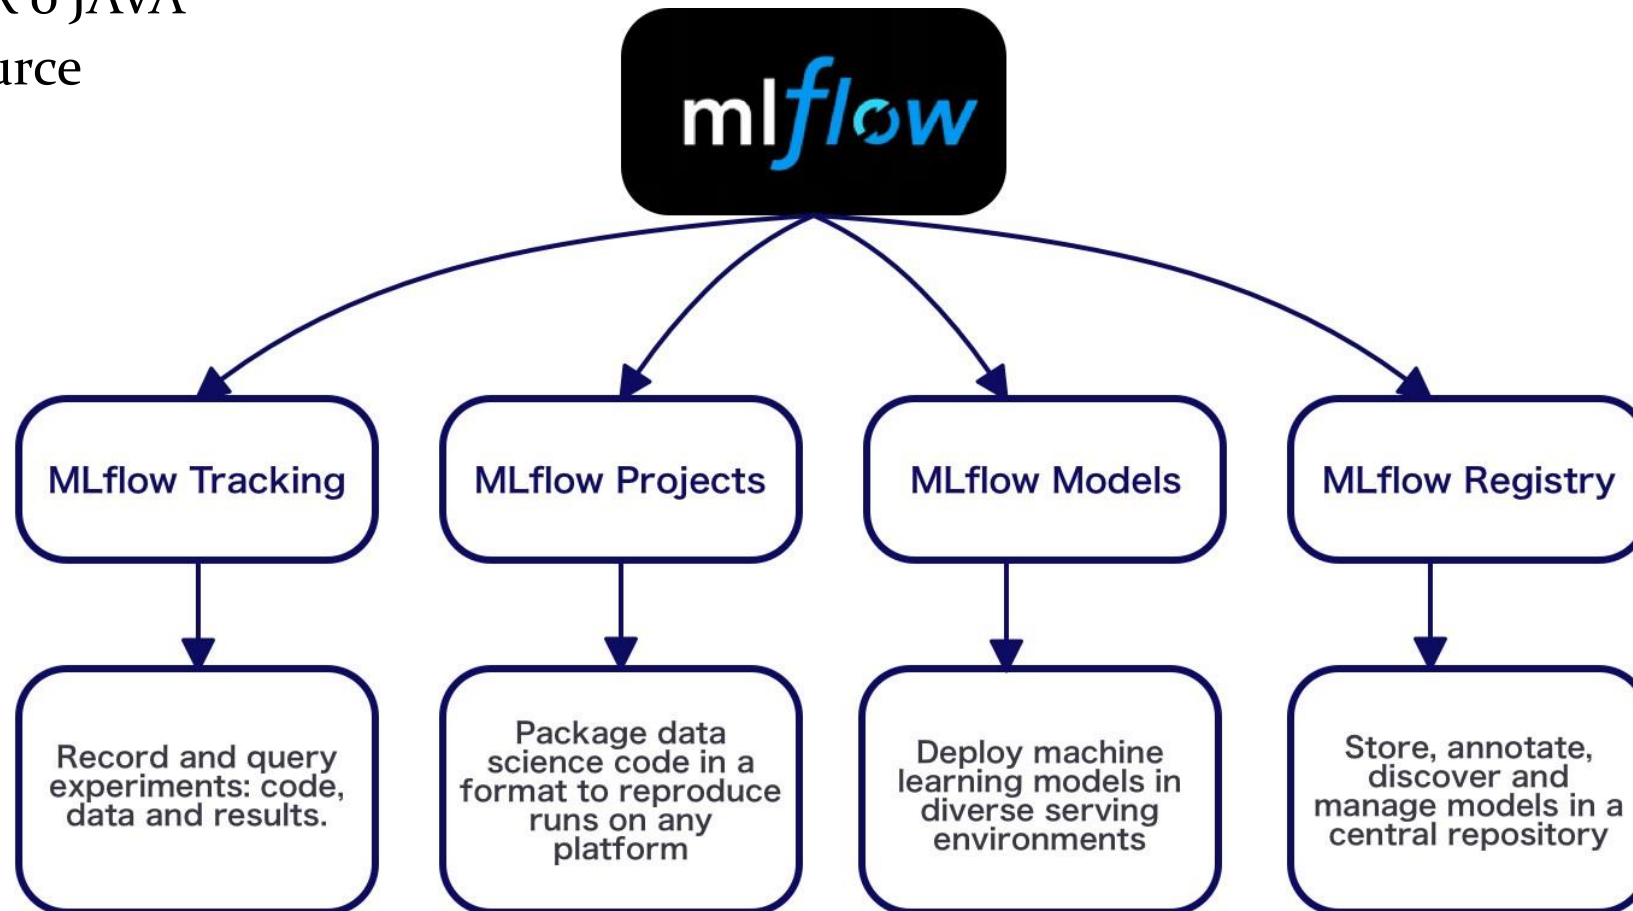 o JAVA
mlflow
MLflow Tracking
MLflow Projects
MLflow Models
MLflow Registry
Record and query
experiments: code,
data and results.
Package data
science code in a
format to reproduce
runs on any
platform
Deploy machine
learning models in
diverse serving
environments
Store, annotate,
discover and
manage models in a
central repository